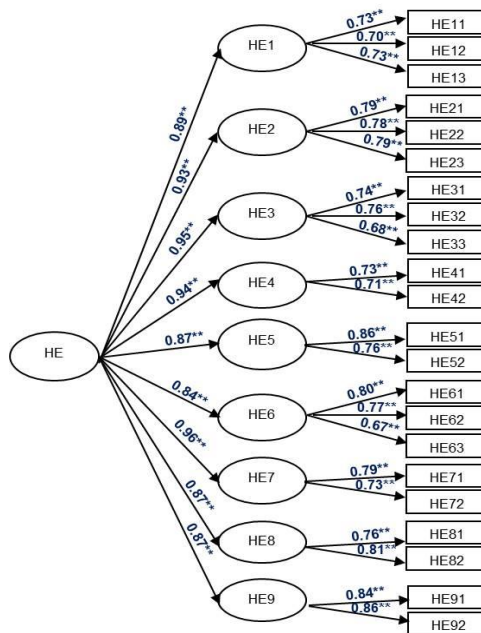 0.73**
HE11
HE1
0.70**
HE12
0.73**
HE13
0.89**
0.79**
HE21
HE2
0.78**
HE22
0.79**
HE23
0.93**
0.74**
HE31
HE3
0.76**
HE32
0.68**
HE33
0.95**
0.73**
HE41
HE4
0.71**
HE42
0.94**
HE
0.87**
HE5
0.86**
HE51
0.76**
HE52
0.84**
0.80**
HE61
HE6
0.77**
HE62
0.67**
HE63
0.96**
0.79**
HE71
HE7
0.73**
HE72
0.87**
0.76**
HE81
HE8
0.81**
HE82
0.87**
0.84**
HE91
HE9
0.86**
HE92